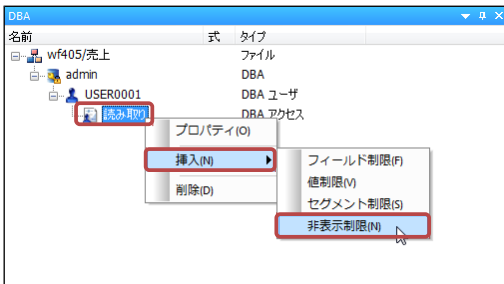 DBA
名前 式 タイプ
wf405/売上 ファイル
admin DBA
USER0001 DBA ユーザ
読み取り DBA アクセス
プロパティ(O)
挿入(N)
削除(D)
フィールド制限(F)
値制限(V)
セグメント制限(S)
非表示制限(N)